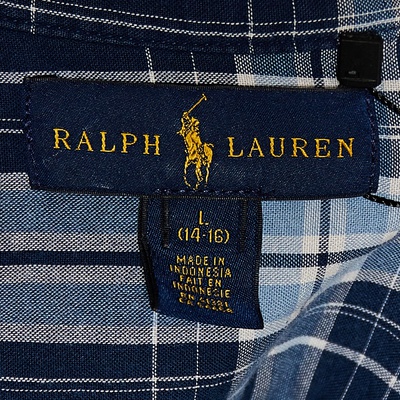 RALPH LAUREN
L
(14-16)
MADE IN
INDONESIA
FAIT EN
INDONESIE